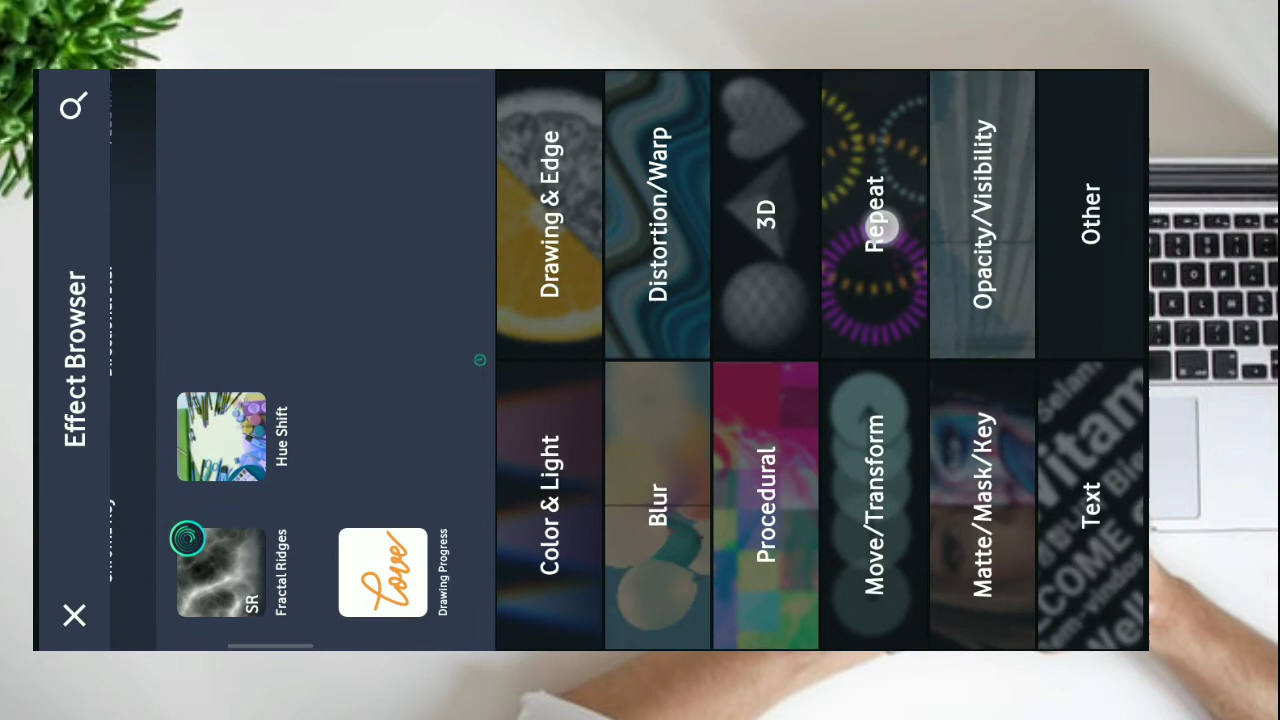 Effect Browser
SR
Fractal Ridges
Hue Shift
Drawing Progress
Color & Light
Drawing & Edge
Blur
Distortion/Warp
Procedural
3D
Move/Transform
Repeat
Matte/Mask/Key
Opacity/Visibility
Text
Other